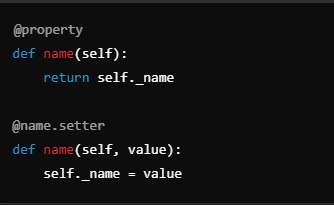 @property
def name(self):
    return self._name

@name.setter
def name(self, value):
    self._name = value